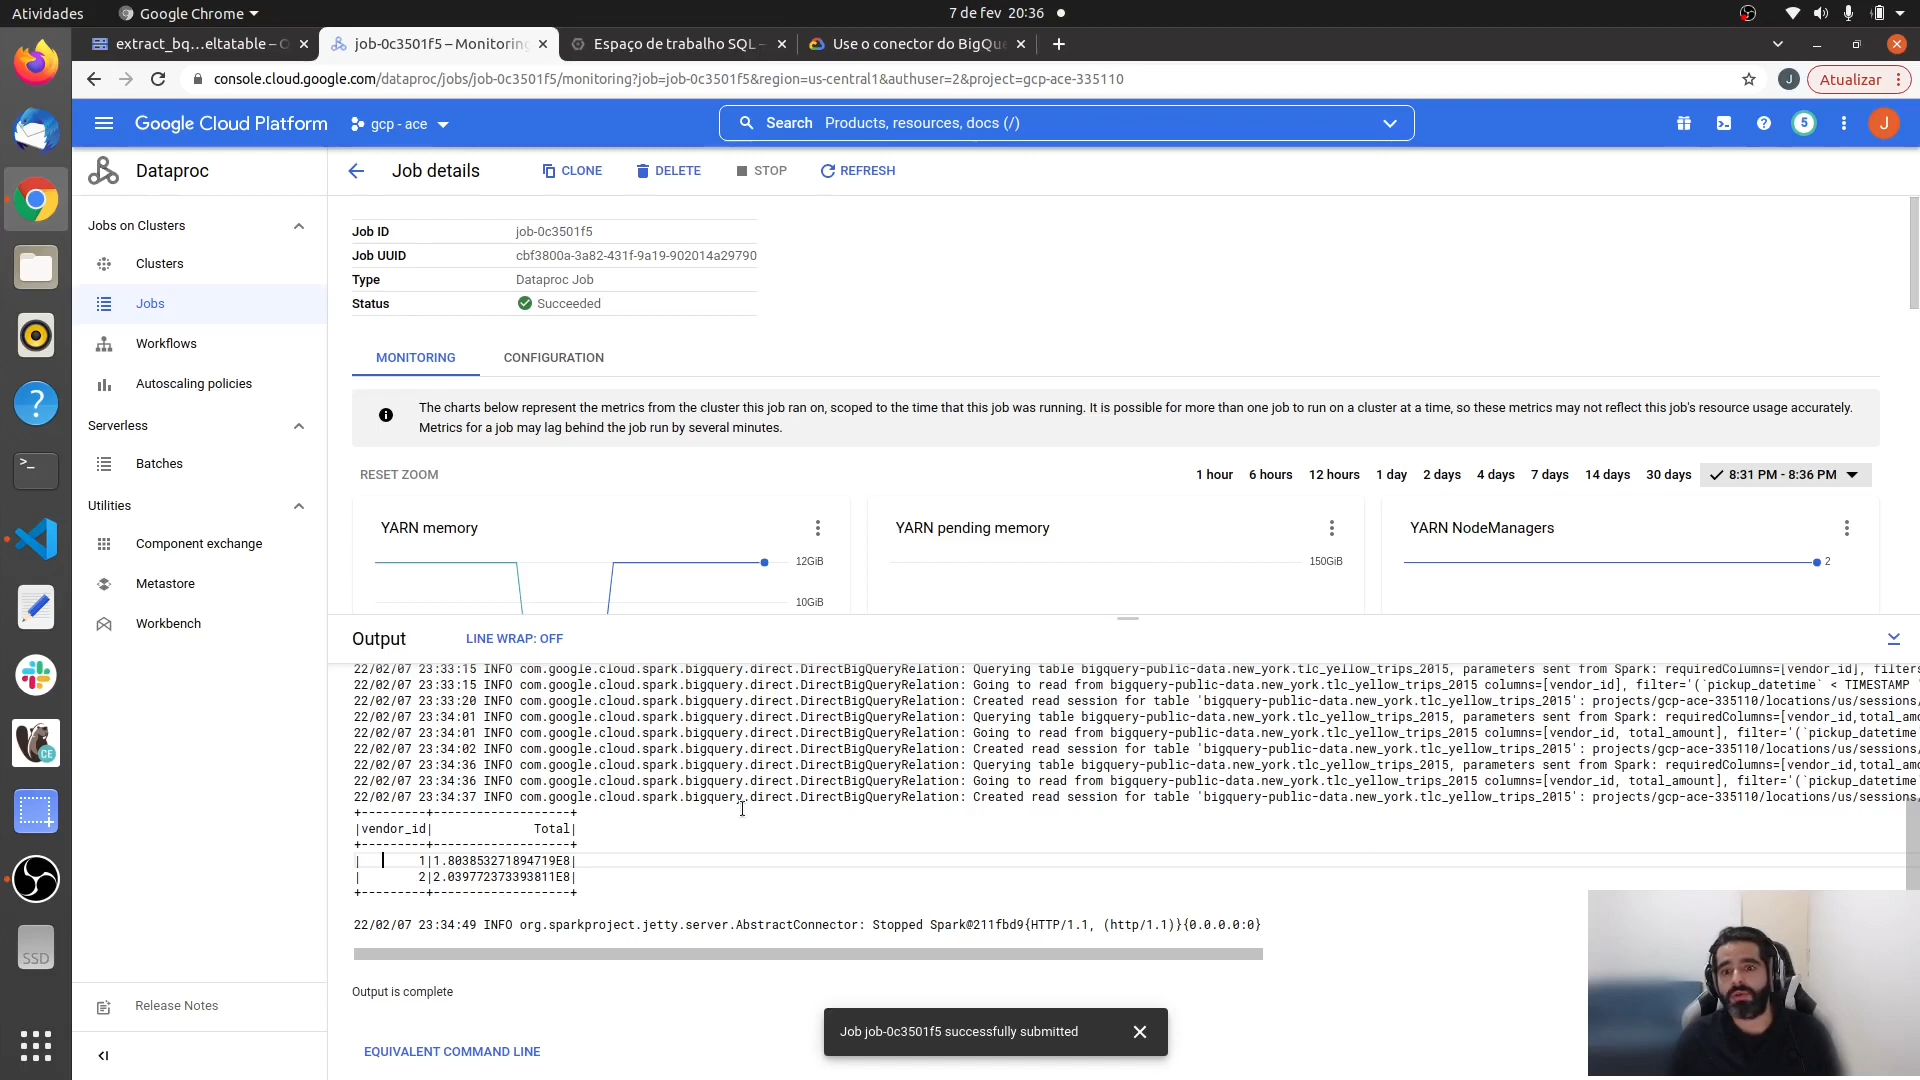 Atividades
Google Chrome
7 de fev 20:36
extract_bq...eltatable – O
job-0c3501f5 – Monitoring
Espaço de trabalho SQL –
Use o conector do BigQue
console.cloud.google.com/dataproc/jobs/job-0c3501f5/monitoring?job=job-0c3501f5&region=us-central1&authuser=2&project=gcp-ace-335110
J
Atualizar
Google Cloud Platform
gcp - ace
Search Products, resources, docs (/)
5
J
Dataproc
Job details
CLONE
DELETE
STOP
REFRESH
Jobs on Clusters
Clusters
Jobs
Workflows
Autoscaling policies
Serverless
Batches
Utilities
Component exchange
Metastore
Workbench
Release Notes
Job ID job-0c3501f5
Job UUID cbf3800a-3a82-431f-9a19-902014a29790
Type Dataproc Job
Status Succeeded
MONITORING
CONFIGURATION
The charts below represent the metrics from the cluster this job ran on, scoped to the time that this job was running. It is possible for more than one job to run on a cluster at a time, so these metrics may not reflect this job's resource usage accurately.
Metrics for a job may lag behind the job run by several minutes.
RESET ZOOM
1 hour 6 hours 12 hours 1 day 2 days 4 days 7 days 14 days 30 days 8:31 PM - 8:36 PM
YARN memory
12GiB
10GiB
YARN pending memory
150GiB
YARN NodeManagers
2
Output
LINE WRAP: OFF
22/02/07 23:33:15 INFO com.google.cloud.spark.bigquery.direct.DirectBigQueryRelation: Querying table bigquery-public-data.new_york.tlc_yellow_trips_2015, parameters sent from Spark: requiredColumns=[vendor_id], filters
22/02/07 23:33:15 INFO com.google.cloud.spark.bigquery.direct.DirectBigQueryRelation: Going to read from bigquery-public-data.new_york.tlc_yellow_trips_2015 columns=[vendor_id], filter='(`pickup_datetime` < TIMESTAMP '
22/02/07 23:33:20 INFO com.google.cloud.spark.bigquery.direct.DirectBigQueryRelation: Created read session for table 'bigquery-public-data.new_york.tlc_yellow_trips_2015': projects/gcp-ace-335110/locations/us/sessions/
22/02/07 23:34:01 INFO com.google.cloud.spark.bigquery.direct.DirectBigQueryRelation: Querying table bigquery-public-data.new_york.tlc_yellow_trips_2015, parameters sent from Spark: requiredColumns=[vendor_id,total_amo
22/02/07 23:34:01 INFO com.google.cloud.spark.bigquery.direct.DirectBigQueryRelation: Going to read from bigquery-public-data.new_york.tlc_yellow_trips_2015 columns=[vendor_id, total_amount], filter='(`pickup_datetime`
22/02/07 23:34:02 INFO com.google.cloud.spark.bigquery.direct.DirectBigQueryRelation: Created read session for table 'bigquery-public-data.new_york.tlc_yellow_trips_2015': projects/gcp-ace-335110/locations/us/sessions/
22/02/07 23:34:36 INFO com.google.cloud.spark.bigquery.direct.DirectBigQueryRelation: Querying table bigquery-public-data.new_york.tlc_yellow_trips_2015, parameters sent from Spark: requiredColumns=[vendor_id,total_amo
22/02/07 23:34:36 INFO com.google.cloud.spark.bigquery.direct.DirectBigQueryRelation: Going to read from bigquery-public-data.new_york.tlc_yellow_trips_2015 columns=[vendor_id, total_amount], filter='(`pickup_datetime`
22/02/07 23:34:37 INFO com.google.cloud.spark.bigquery.direct.DirectBigQueryRelation: Created read session for table 'bigquery-public-data.new_york.tlc_yellow_trips_2015': projects/gcp-ace-335110/locations/us/sessions/
+---------+-------------------+
|vendor_id| Total|
+---------+-------------------+
| 1|1.803853271894719E8|
| 2|2.039772373393811E8|
+---------+-------------------+
22/02/07 23:34:49 INFO org.sparkproject.jetty.server.AbstractConnector: Stopped Spark@211fbd9{HTTP/1.1, (http/1.1)}{0.0.0.0:0}
Output is complete
Job job-0c3501f5 successfully submitted
EQUIVALENT COMMAND LINE
SSD
CE